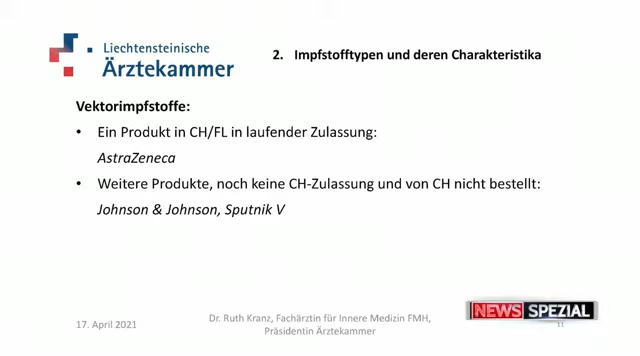 Liechtensteinische
Ärztekammer
2. Impfstofftypen und deren Charakteristika
Vektorimpfstoffe:
• Ein Produkt in CH/FL in laufender Zulassung:
AstraZeneca
• Weitere Produkte, noch keine CH-Zulassung und von CH nicht bestellt:
Johnson & Johnson, Sputnik V
17. April 2021
Dr. Ruth Kranz, Fachärztin für Innere Medizin FMH,
Präsidentin Ärztekammer
NEWS SPEZIAL
11